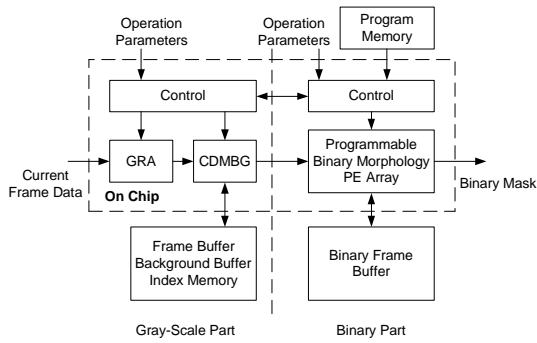 Operation
Parameters
Operation
Parameters
Program
Memory
Control
Control
GRA
CDMBG
Programmable
Binary Morphology
PE Array
Current
Frame Data
On Chip
Binary Mask
Frame Buffer
Background Buffer
Index Memory
Binary Frame
Buffer
Gray-Scale Part
Binary Part